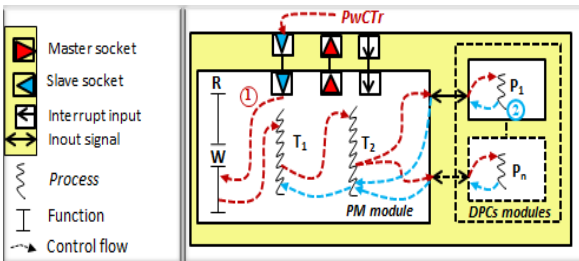 Master socket
Slave socket
Interrupt input
Inout signal
Process
Function
Control flow
PwCTr
1
R
W
T1
T2
PM module
P1
2
Pn
DPCs modules